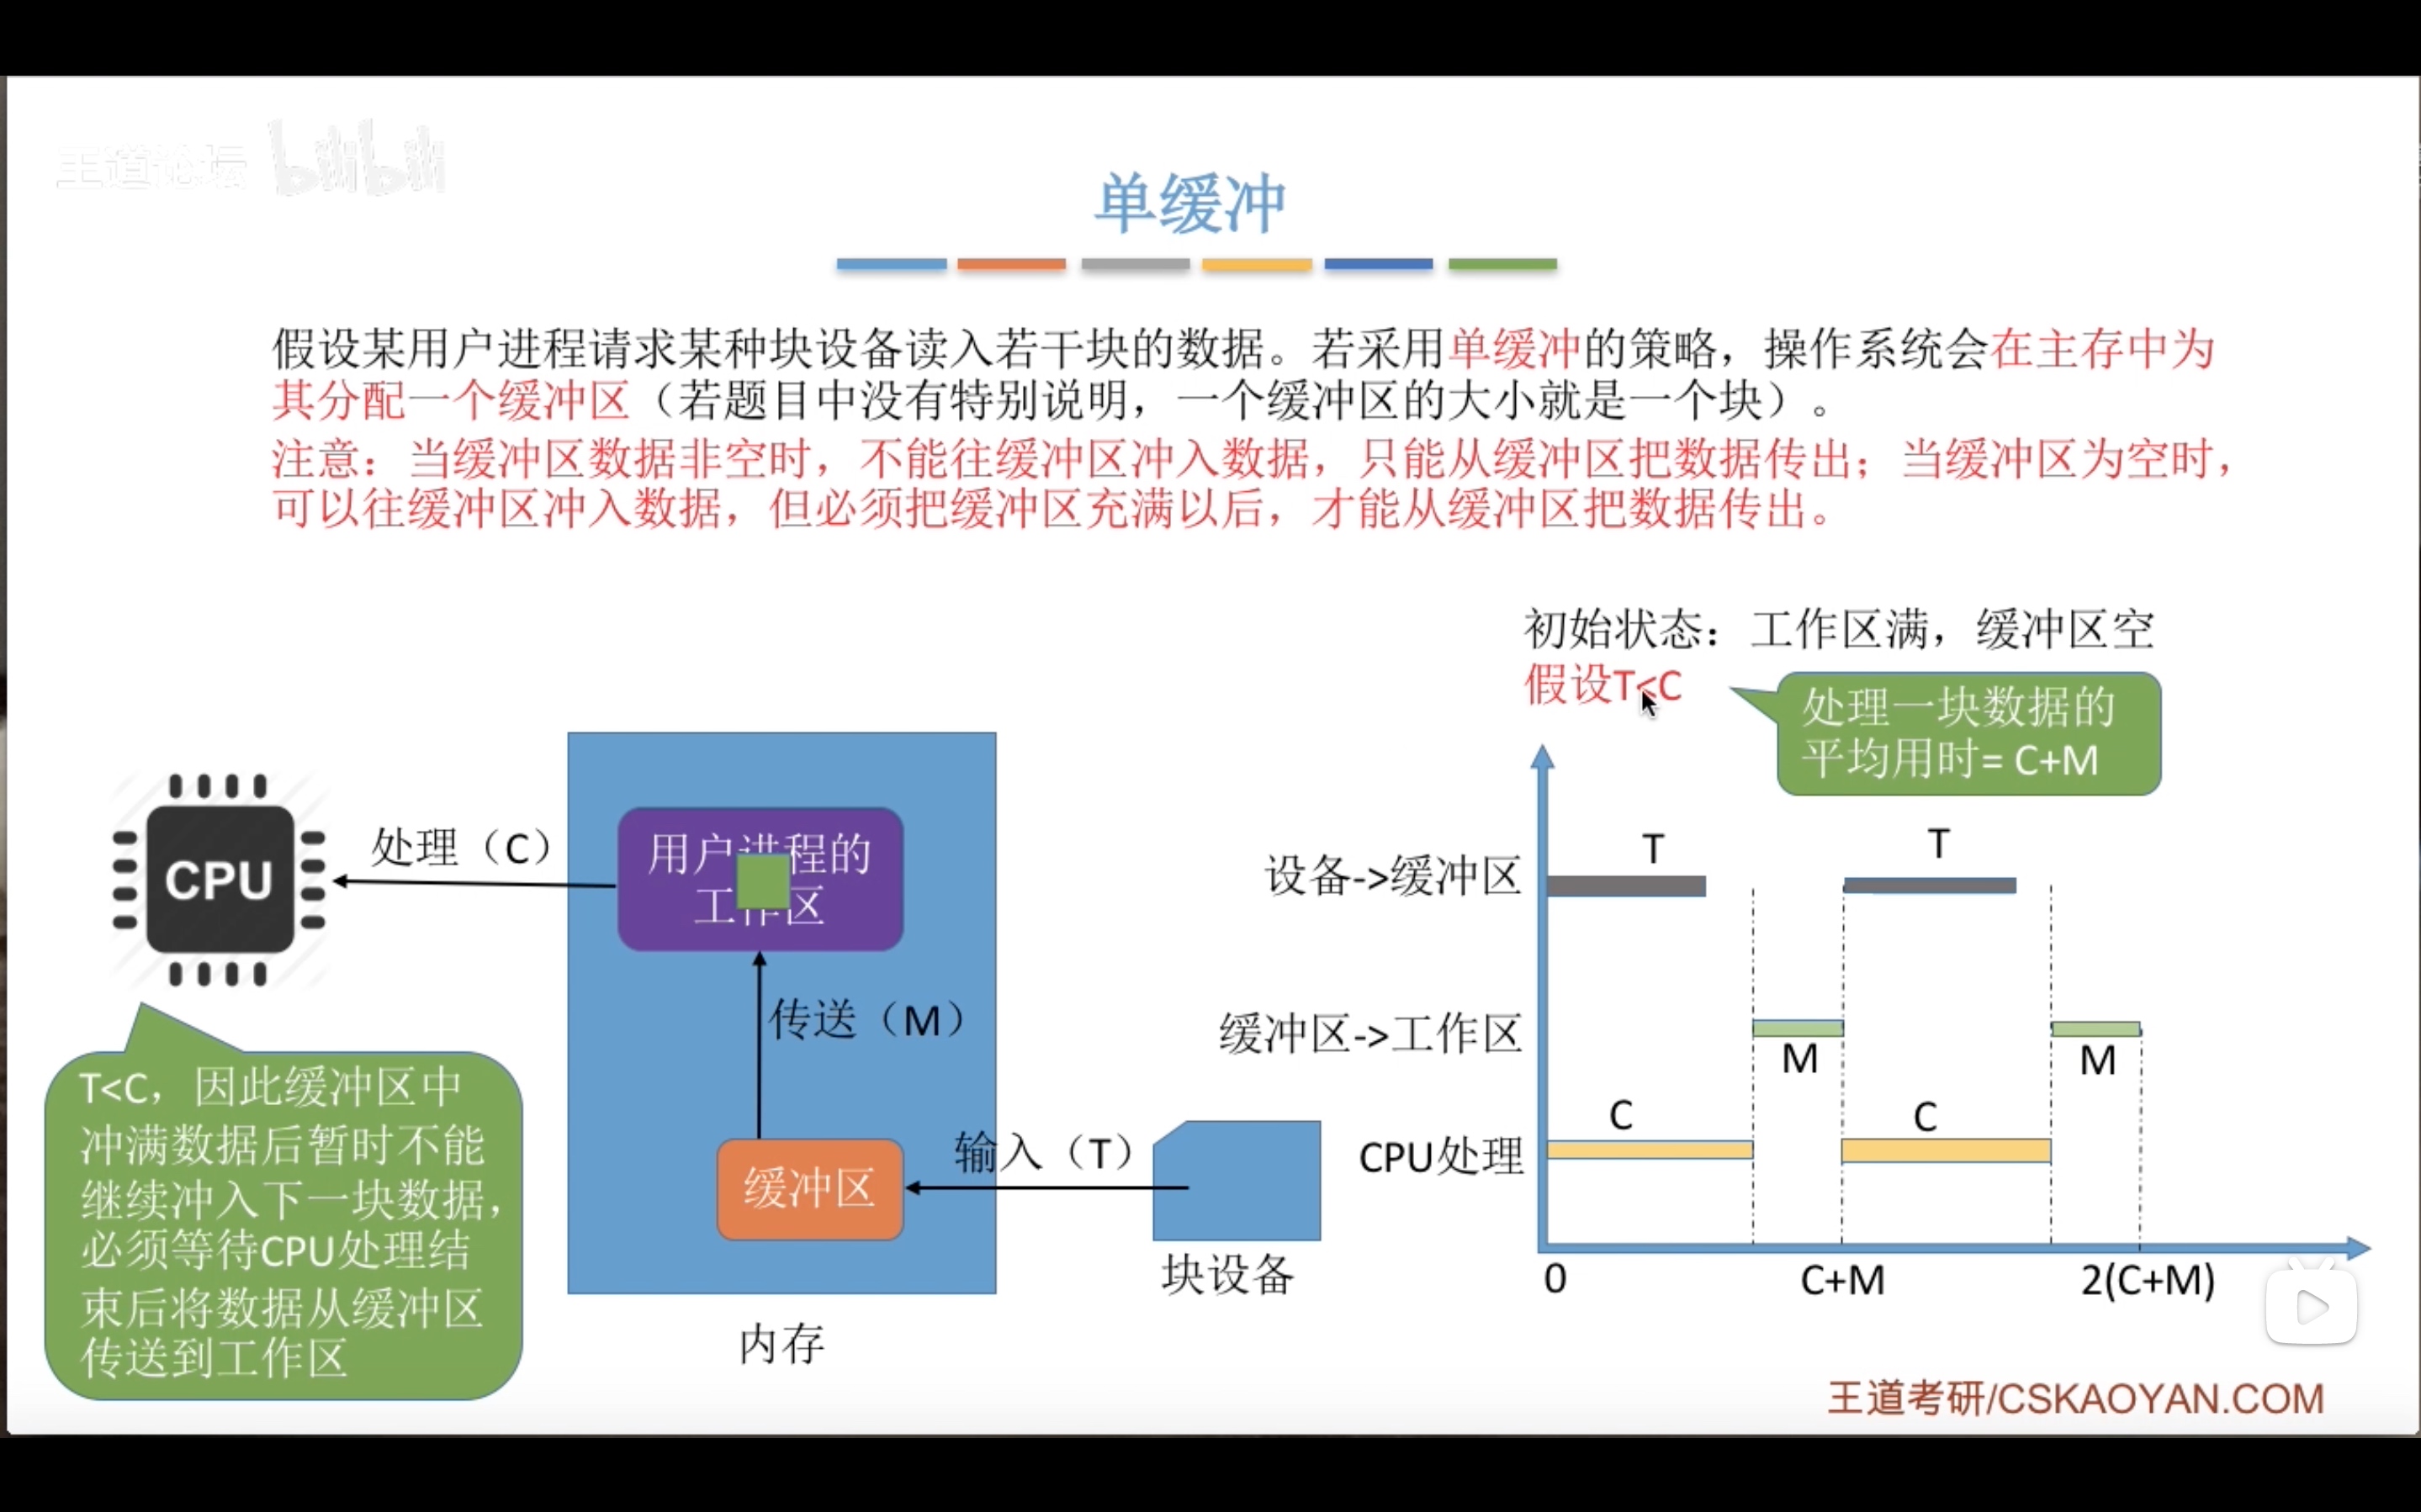 王道论坛 bilibili
单缓冲
假设某用户进程请求某种块设备读入若干块的数据。若采用单缓冲的策略，操作系统会在主存中为
其分配一个缓冲区（若题目中没有特别说明，一个缓冲区的大小就是一个块）。
注意：当缓冲区数据非空时，不能往缓冲区冲入数据，只能从缓冲区把数据传出；当缓冲区为空时，
可以往缓冲区冲入数据，但必须把缓冲区充满以后，才能从缓冲区把数据传出。
初始状态：工作区满，缓冲区空
假设T<C
处理一块数据的
平均用时= C+M
CPU
处理（C）
用户进程的
工作区
传送（M）
缓冲区
输入（T）
块设备
内存
T<C，因此缓冲区中
冲满数据后暂时不能
继续冲入下一块数据，
必须等待CPU处理结
束后将数据从缓冲区
传送到工作区
T
T
设备->缓冲区
缓冲区->工作区
M
M
C
C
CPU处理
0
C+M
2(C+M)
王道考研/CSKAOYAN.COM